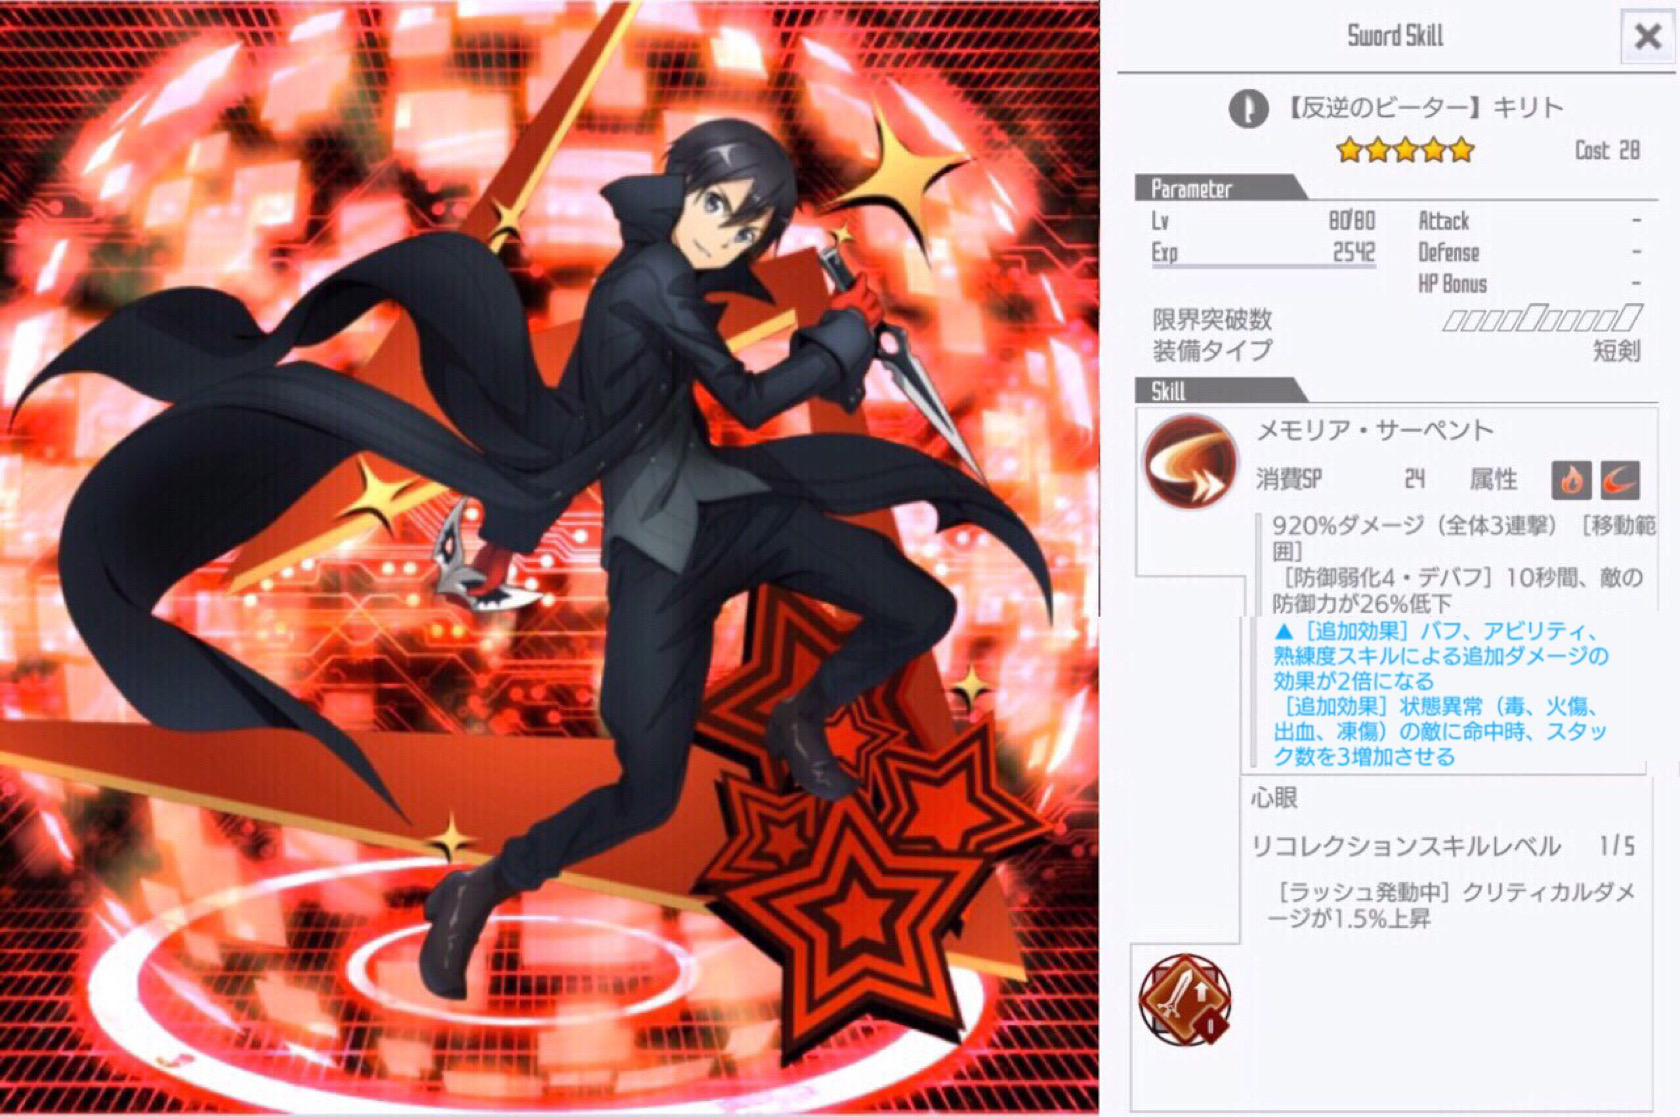 Sword Skill
【反逆のビーター】キリト
Cost 28
Parameter
Lv 80/80 Attack -
Exp 2542 Defense -
HP Bonus -
限界突破数
装備タイプ 短剣
Skill
メモリア・サーペント
消費SP 24 属性
920%ダメージ（全体3連撃）［移動範
囲］
［防御弱化4・デバフ］10秒間、敵の
防御力が26%低下
▲［追加効果］バフ、アビリティ、
熟練度スキルによる追加ダメージの
効果が2倍になる
［追加効果］状態異常（毒、火傷、
出血、凍傷）の敵に命中時、スタッ
ク数を3増加させる
心眼
リコレクションスキルレベル 1/5
［ラッシュ発動中］クリティカルダメ
ージが1.5%上昇
I